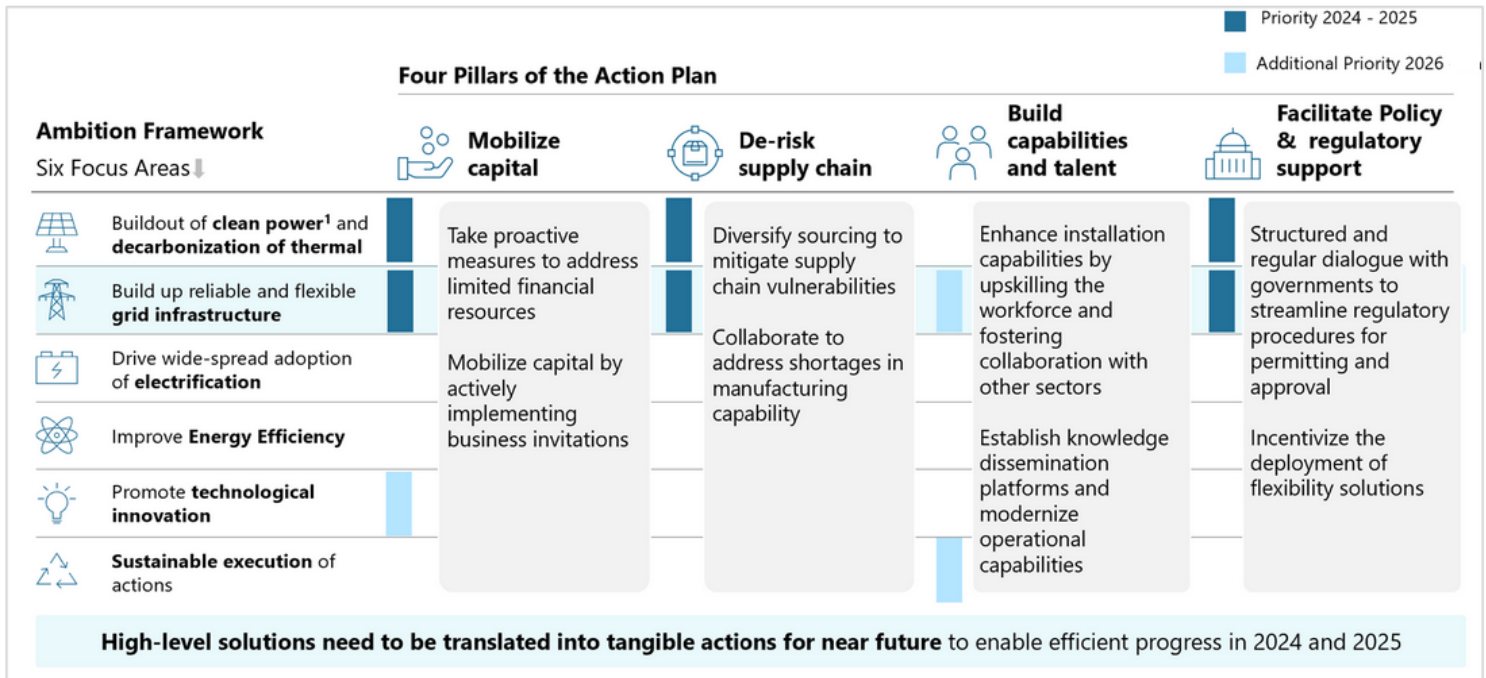 Priority 2024 - 2025
Additional Priority 2026
Four Pillars of the Action Plan
Ambition Framework
Six Focus Areas
Mobilize
capital
De-risk
supply chain
Build
capabilities
and talent
Facilitate Policy
& regulatory
support
Buildout of clean power¹ and
decarbonization of thermal
Build up reliable and flexible
grid infrastructure
Drive wide-spread adoption
of electrification
Improve Energy Efficiency
Promote technological
innovation
Sustainable execution of
actions
Take proactive
measures to address
limited financial
resources
Mobilize capital by
actively
implementing
business invitations
Diversify sourcing to
mitigate supply
chain vulnerabilities
Collaborate to
address shortages in
manufacturing
capability
Enhance installation
capabilities by
upskilling the
workforce and
fostering
collaboration with
other sectors
Establish knowledge
dissemination
platforms and
modernize
operational
capabilities
Structured and
regular dialogue with
governments to
streamline regulatory
procedures for
permitting and
approval
Incentivize the
deployment of
flexibility solutions
High-level solutions need to be translated into tangible actions for near future to enable efficient progress in 2024 and 2025